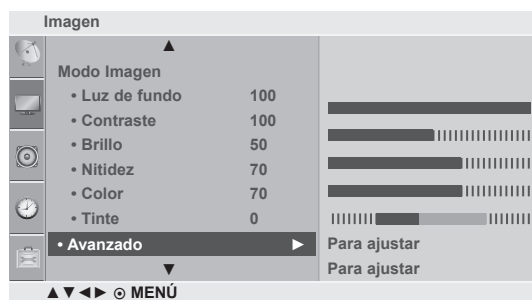 Imagen
▲
Modo Imagen
• Luz de fundo 100
• Contraste 100
• Brillo 50
• Nitidez 70
• Color 70
• Tinte 0
• Avanzado ► Para ajustar
▼ Para ajustar
▲ ▼ ◄ ► ⊙ MENÚ